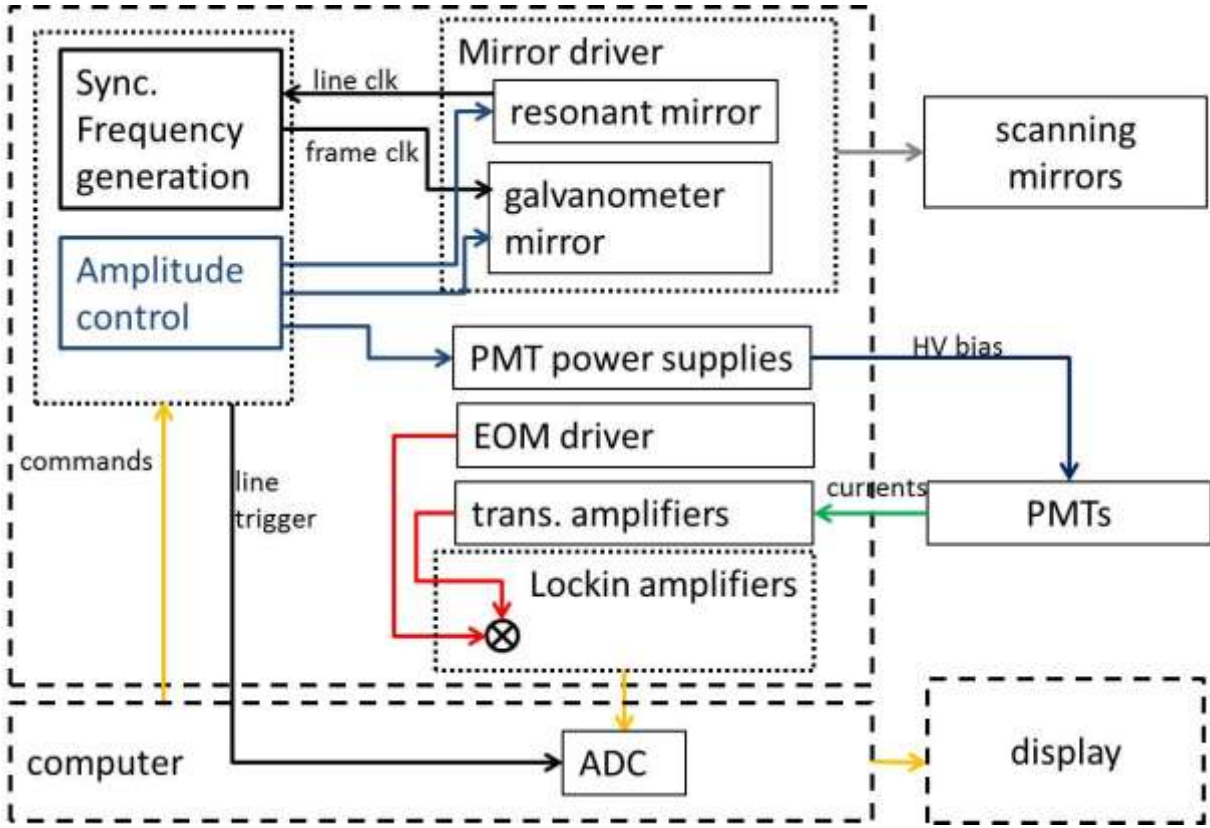 Sync.
Frequency
generation
line clk
frame clk
Mirror driver
resonant mirror
galvanometer
mirror
scanning
mirrors
Amplitude
control
PMT power supplies
HV bias
EOM driver
commands
line
trigger
trans. amplifiers
currents
PMTs
Lockin amplifiers
computer
ADC
display